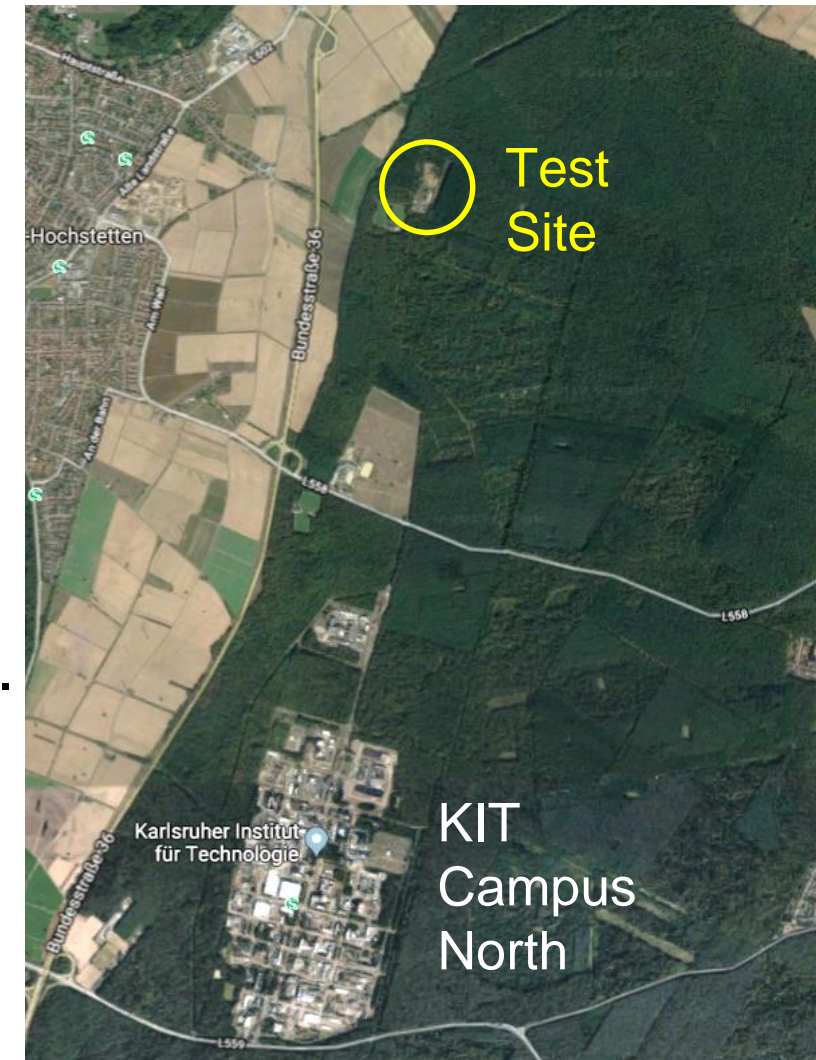 Hauptstraße
L602
Alte Landstraße
Test
Site
-Hochstetten
Am Wall
Bundesstraße 36
An der Bahn
L558
L558
Karlsruher Institut
für Technologie
KIT
Campus
North
Bundesstraße 36
L559
.